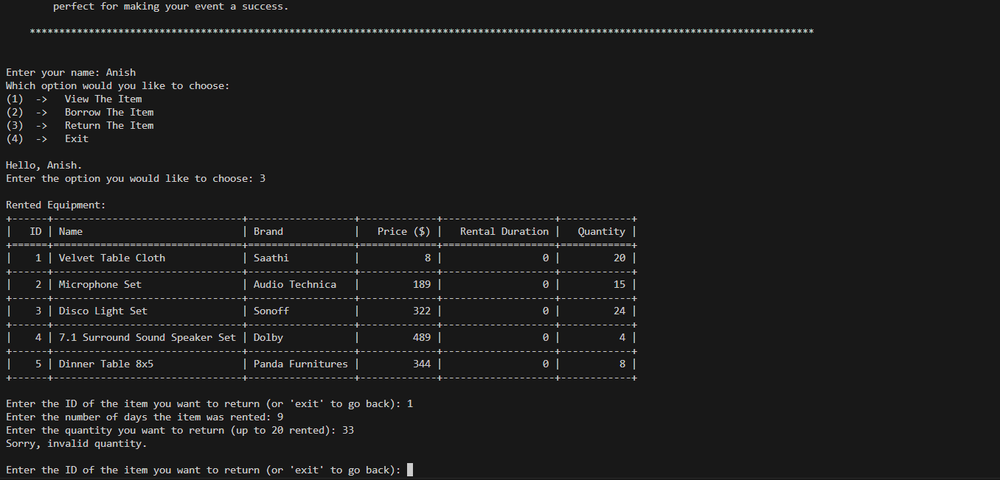 perfect for making your event a success.
*************************************************************************************************************************************
Enter your name: Anish
Which option would you like to choose:
(1)  ->   View The Item
(2)  ->   Borrow The Item
(3)  ->   Return The Item
(4)  ->   Exit
Hello, Anish.
Enter the option you would like to choose: 3
Rented Equipment:
+------+--------------------------------+------------------+-------------+-------------------+------------+
|   ID | Name                           | Brand            |   Price ($) |   Rental Duration |   Quantity |
+======+================================+==================+=============+===================+============+
|    1 | Velvet Table Cloth             | Saathi           |           8 |                 0 |         20 |
+------+--------------------------------+------------------+-------------+-------------------+------------+
|    2 | Microphone Set                 | Audio Technica   |         189 |                 0 |         15 |
+------+--------------------------------+------------------+-------------+-------------------+------------+
|    3 | Disco Light Set                | Sonoff           |         322 |                 0 |         24 |
+------+--------------------------------+------------------+-------------+-------------------+------------+
|    4 | 7.1 Surround Sound Speaker Set | Dolby            |         489 |                 0 |          4 |
+------+--------------------------------+------------------+-------------+-------------------+------------+
|    5 | Dinner Table 8x5               | Panda Furnitures |         344 |                 0 |          8 |
+------+--------------------------------+------------------+-------------+-------------------+------------+
Enter the ID of the item you want to return (or 'exit' to go back): 1
Enter the number of days the item was rented: 9
Enter the quantity you want to return (up to 20 rented): 33
Sorry, invalid quantity.
Enter the ID of the item you want to return (or 'exit' to go back):